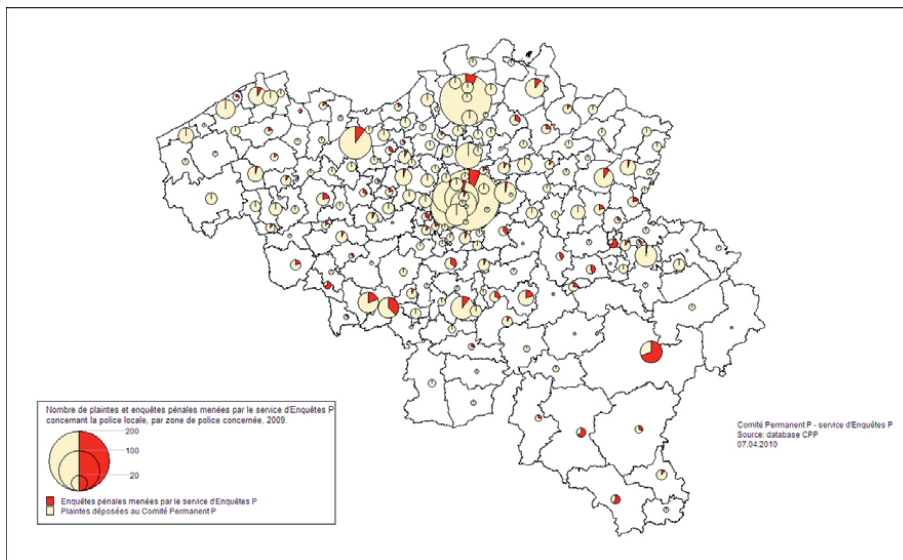 Nombre de plaintes et enquêtes pénales menées par le service d'Enquêtes P
concernant la police locale, par zone de police concernée, 2009.
200
100
20
Enquêtes pénales menées par le service d'Enquêtes P
Plaintes déposées au Comité Permanent P
Comité Permanent P - service d'Enquêtes P
Source: database CPP
07.04.2010